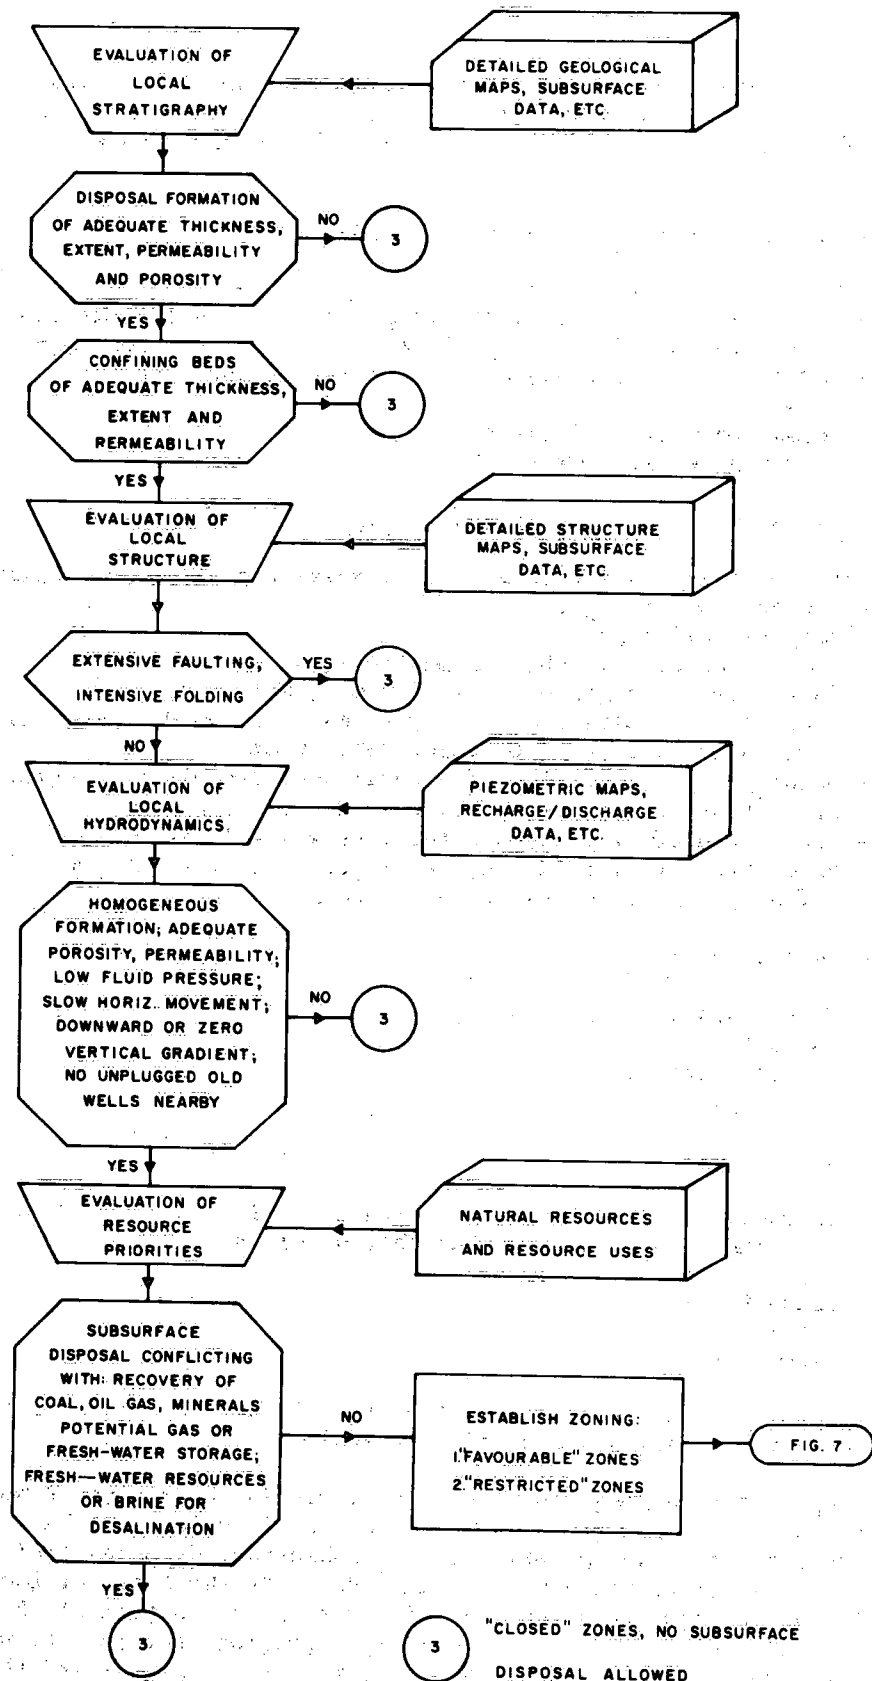 EVALUATION OF
LOCAL
STRATIGRAPHY
DETAILED GEOLOGICAL
MAPS, SUBSURFACE
DATA, ETC
DISPOSAL FORMATION
OF ADEQUATE THICKNESS,
EXTENT, PERMEABILITY
AND POROSITY
NO
3
YES
CONFINING BEDS
OF ADEQUATE THICKNESS,
EXTENT AND
PERMEABILITY
NO
3
YES
EVALUATION OF
LOCAL
STRUCTURE
DETAILED STRUCTURE
MAPS, SUBSURFACE
DATA, ETC
EXTENSIVE FAULTING,
INTENSIVE FOLDING
YES
3
NO
EVALUATION OF
LOCAL
HYDRODYNAMICS
PIEZOMETRIC MAPS,
RECHARGE/DISCHARGE
DATA, ETC.
HOMOGENEOUS
FORMATION; ADEQUATE
POROSITY, PERMEABILITY;
LOW FLUID PRESSURE;
SLOW HORIZ. MOVEMENT;
DOWNWARD OR ZERO
VERTICAL GRADIENT;
NO UNPLUGGED OLD
WELLS NEARBY
NO
3
YES
EVALUATION OF
RESOURCE
PRIORITIES
NATURAL RESOURCES
AND RESOURCE USES
SUBSURFACE
DISPOSAL CONFLICTING
WITH: RECOVERY OF
COAL, OIL GAS, MINERALS
POTENTIAL GAS OR
FRESH-WATER STORAGE;
FRESH—WATER RESOURCES
OR BRINE FOR
DESALINATION
NO
ESTABLISH ZONING:
1."FAVOURABLE" ZONES
2."RESTRICTED" ZONES
FIG. 7
YES
3
3
"CLOSED" ZONES, NO SUBSURFACE
DISPOSAL ALLOWED